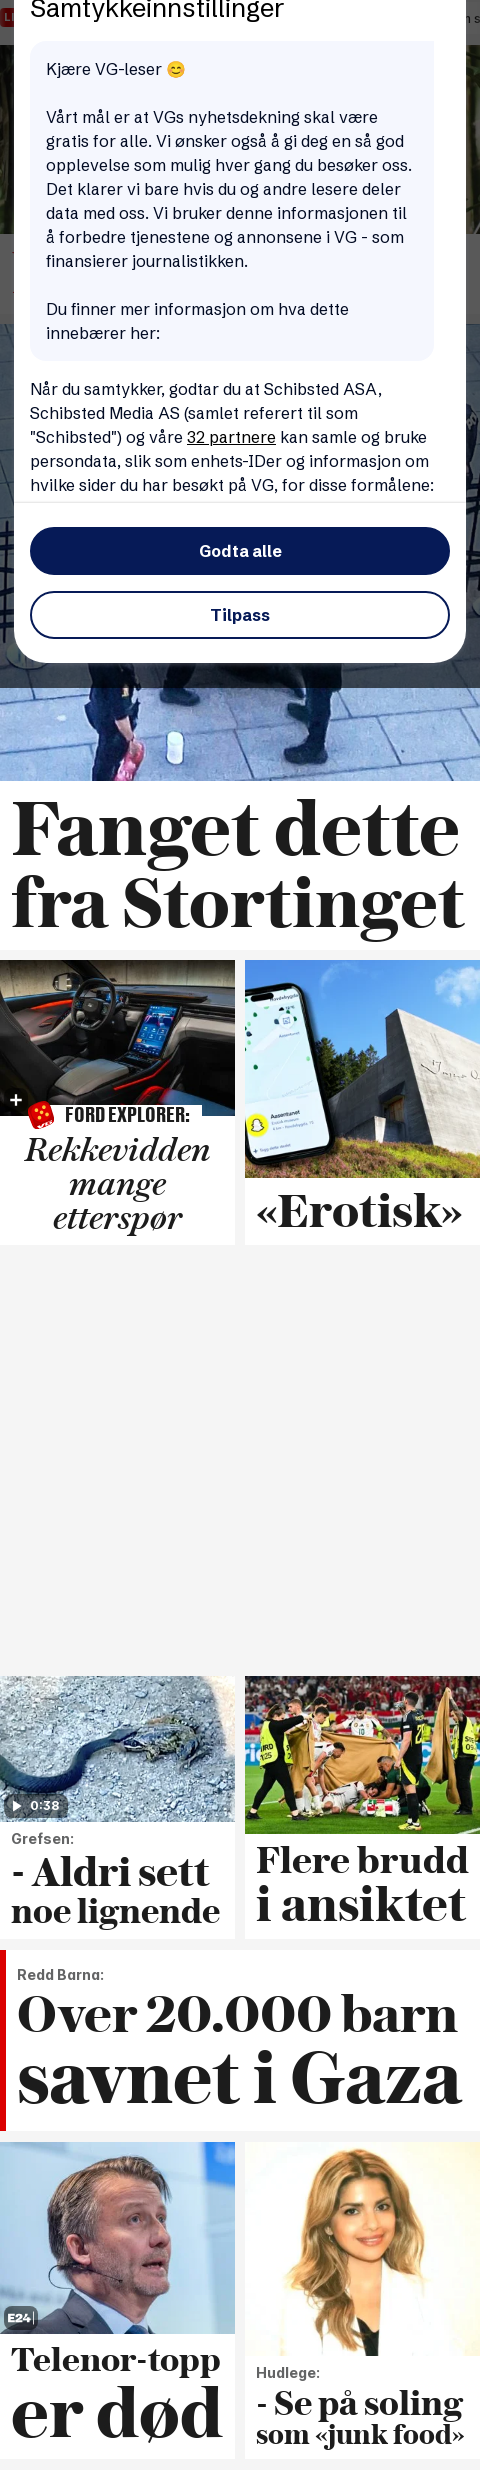 Samtykkeinnstillinger
Kjære VG-leser 😊
Vårt mål er at VGs nyhetsdekning skal være
gratis for alle. Vi ønsker også å gi deg en så god
opplevelse som mulig hver gang du besøker oss.
Det klarer vi bare hvis du og andre lesere deler
data med oss. Vi bruker denne informasjonen til
å forbedre tjenestene og annonsene i VG - som
finansierer journalistikken.
Du finner mer informasjon om hva dette
innebærer her:
Når du samtykker, godtar du at Schibsted ASA,
Schibsted Media AS (samlet referert til som
"Schibsted") og våre 32 partnere kan samle og bruke
persondata, slik som enhets-IDer og informasjon om
hvilke sider du har besøkt på VG, for disse formålene:
Godta alle
Tilpass
Fanget dette
fra Stortinget
FORD EXPLORER:
Rekkevidden
mange
etterspør
Aasentunet
«Erotisk»
0:38
Grefsen:
- Aldri sett
noe lignende
Flere brudd
i ansiktet
Redd Barna:
Over 20.000 barn
savnet i Gaza
E24
Telenor-topp
er død
Hudlege:
- Se på soling
som «junk food»